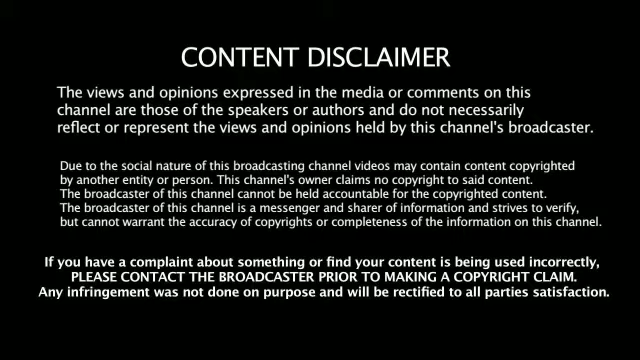 CONTENT DISCLAIMER
The views and opinions expressed in the media or comments on this
channel are those of the speakers or authors and do not necessarily
reflect or represent the views and opinions held by this channel's broadcaster.
Due to the social nature of this broadcasting channel videos may contain content copyrighted
by another entity or person. This channel's owner claims no copyright to said content.
The broadcaster of this channel cannot be held accountable for the copyrighted content.
The broadcaster of this channel is a messenger and sharer of information and strives to verify,
but cannot warrant the accuracy of copyrights or completeness of the information on this channel.
If you have a complaint about something or find your content is being used incorrectly,
PLEASE CONTACT THE BROADCASTER PRIOR TO MAKING A COPYRIGHT CLAIM.
Any infringement was not done on purpose and will be rectified to all parties satisfaction.